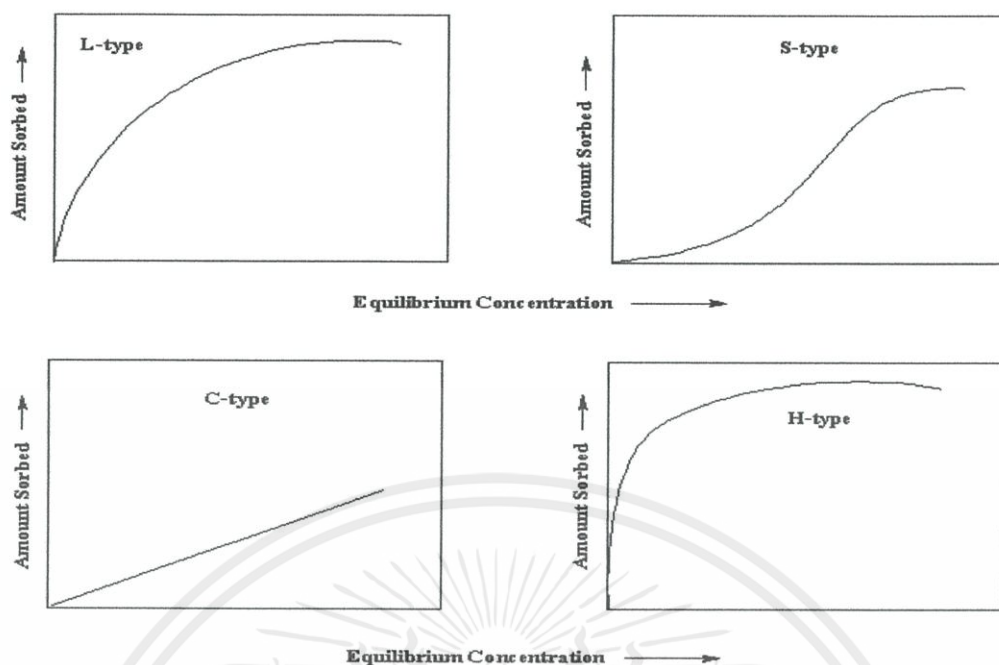 L-type
Amount Sorbed
S-type
Amount Sorbed
Equilibrium Concentration
C-type
Amount Sorbed
H-type
Amount Sorbed
Equilibrium Concentration